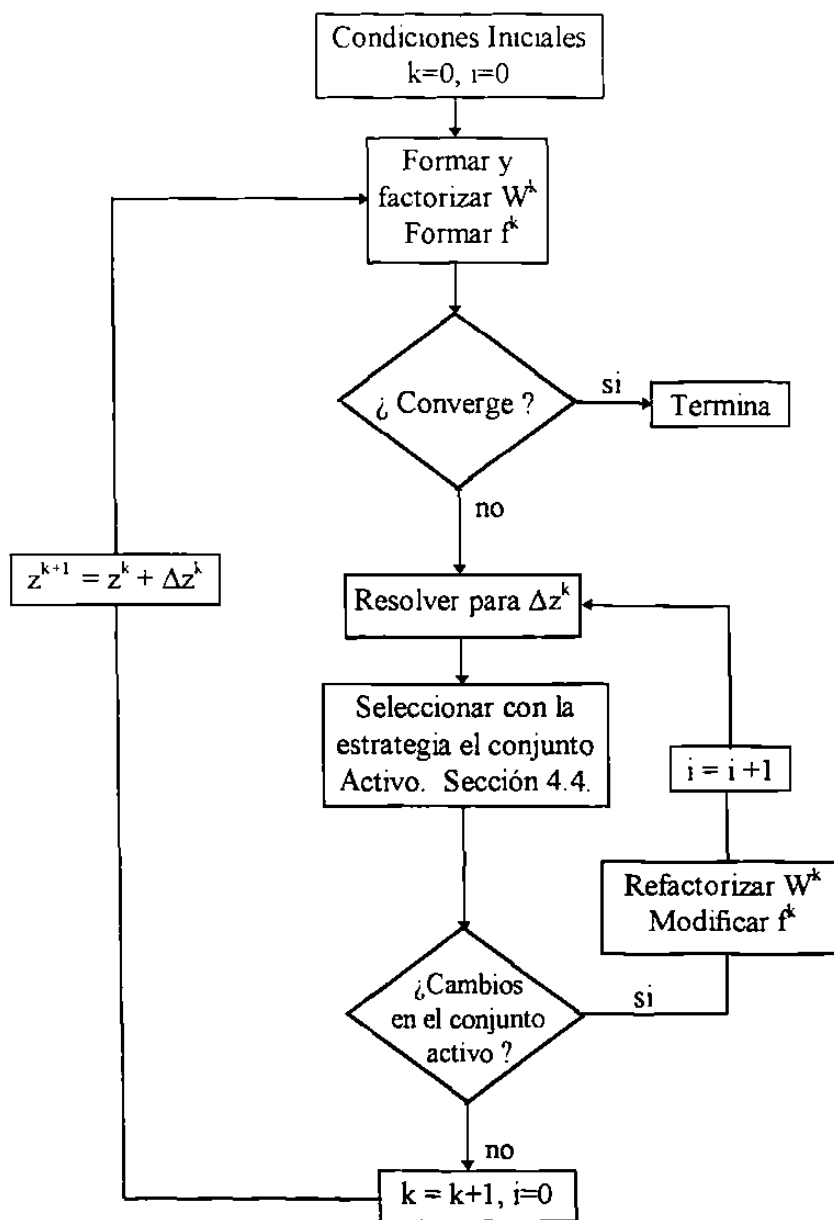 Condiciones Iniciales
k=0, i=0
Formar y
factorizar W^k
Formar f^k
¿ Converge ?
si
Termina
no
z^{k+1} = z^k + Δz^k
Resolver para Δz^k
Seleccionar con la
estrategia el conjunto
Activo. Sección 4.4.
i = i +1
Refactorizar W^k
Modificar f^k
¿Cambios
en el conjunto
activo ?
si
no
k = k+1, i=0